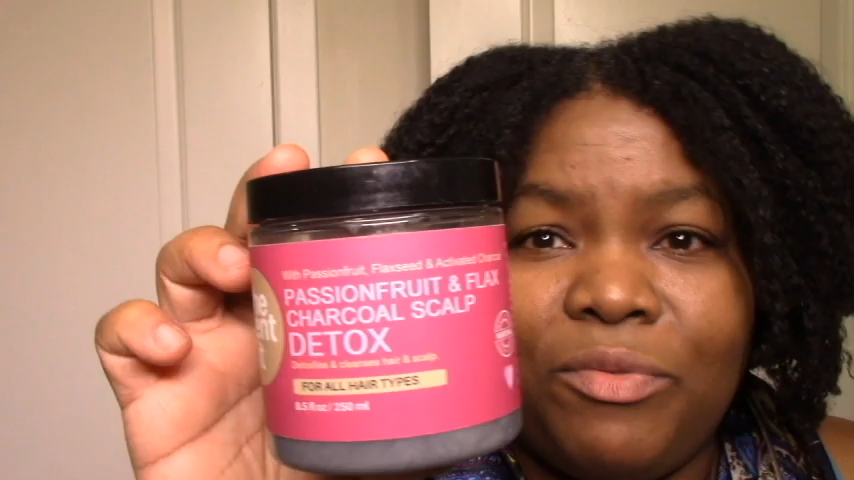 With Passionfruit, Flaxseed & Activated Charcoa
PASSIONFRUIT & FLAX
CHARCOAL SCALP
DETOX
Detoxifies & cleanses hair & scalp.
FOR ALL HAIR TYPES
8.5 fl oz / 250 ml